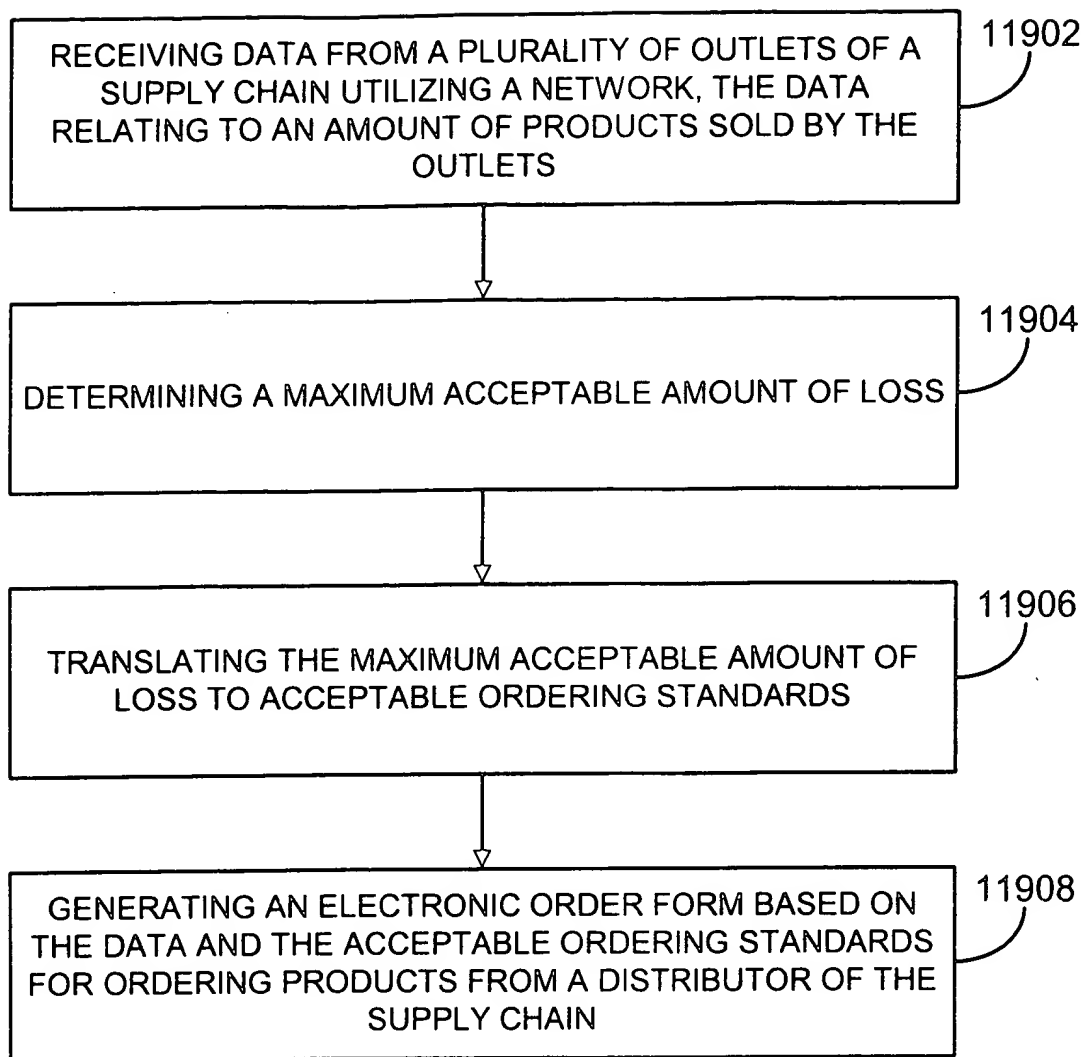 RECEIVING DATA FROM A PLURALITY OF OUTLETS OF A
SUPPLY CHAIN UTILIZING A NETWORK, THE DATA
RELATING TO AN AMOUNT OF PRODUCTS SOLD BY THE
OUTLETS
11902
DETERMINING A MAXIMUM ACCEPTABLE AMOUNT OF LOSS
11904
TRANSLATING THE MAXIMUM ACCEPTABLE AMOUNT OF
LOSS TO ACCEPTABLE ORDERING STANDARDS
11906
GENERATING AN ELECTRONIC ORDER FORM BASED ON
THE DATA AND THE ACCEPTABLE ORDERING STANDARDS
FOR ORDERING PRODUCTS FROM A DISTRIBUTOR OF THE
SUPPLY CHAIN
11908